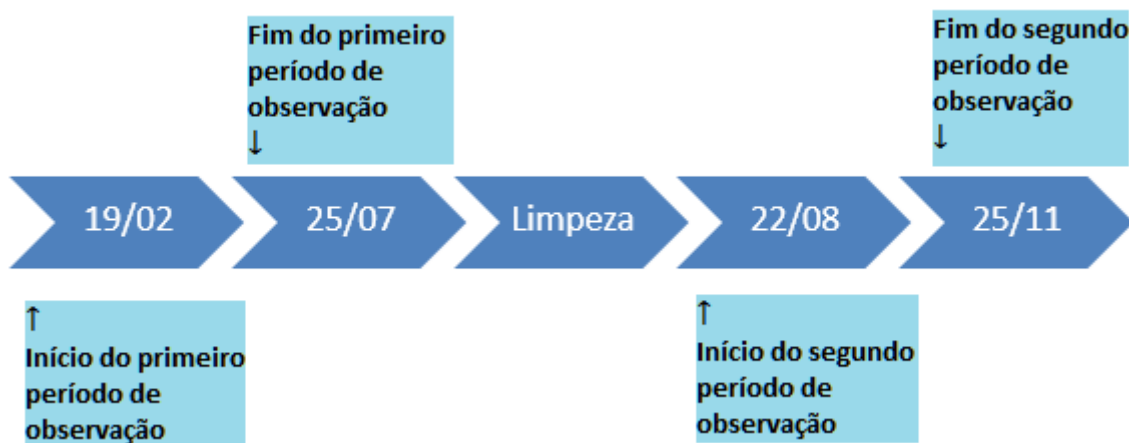 Fim do primeiro
período de
observação
↓
Fim do segundo
período de
observação
↓
19/02
25/07
Limpeza
22/08
25/11
↑
Início do primeiro
período de
observação
↑
Início do segundo
período de
observação